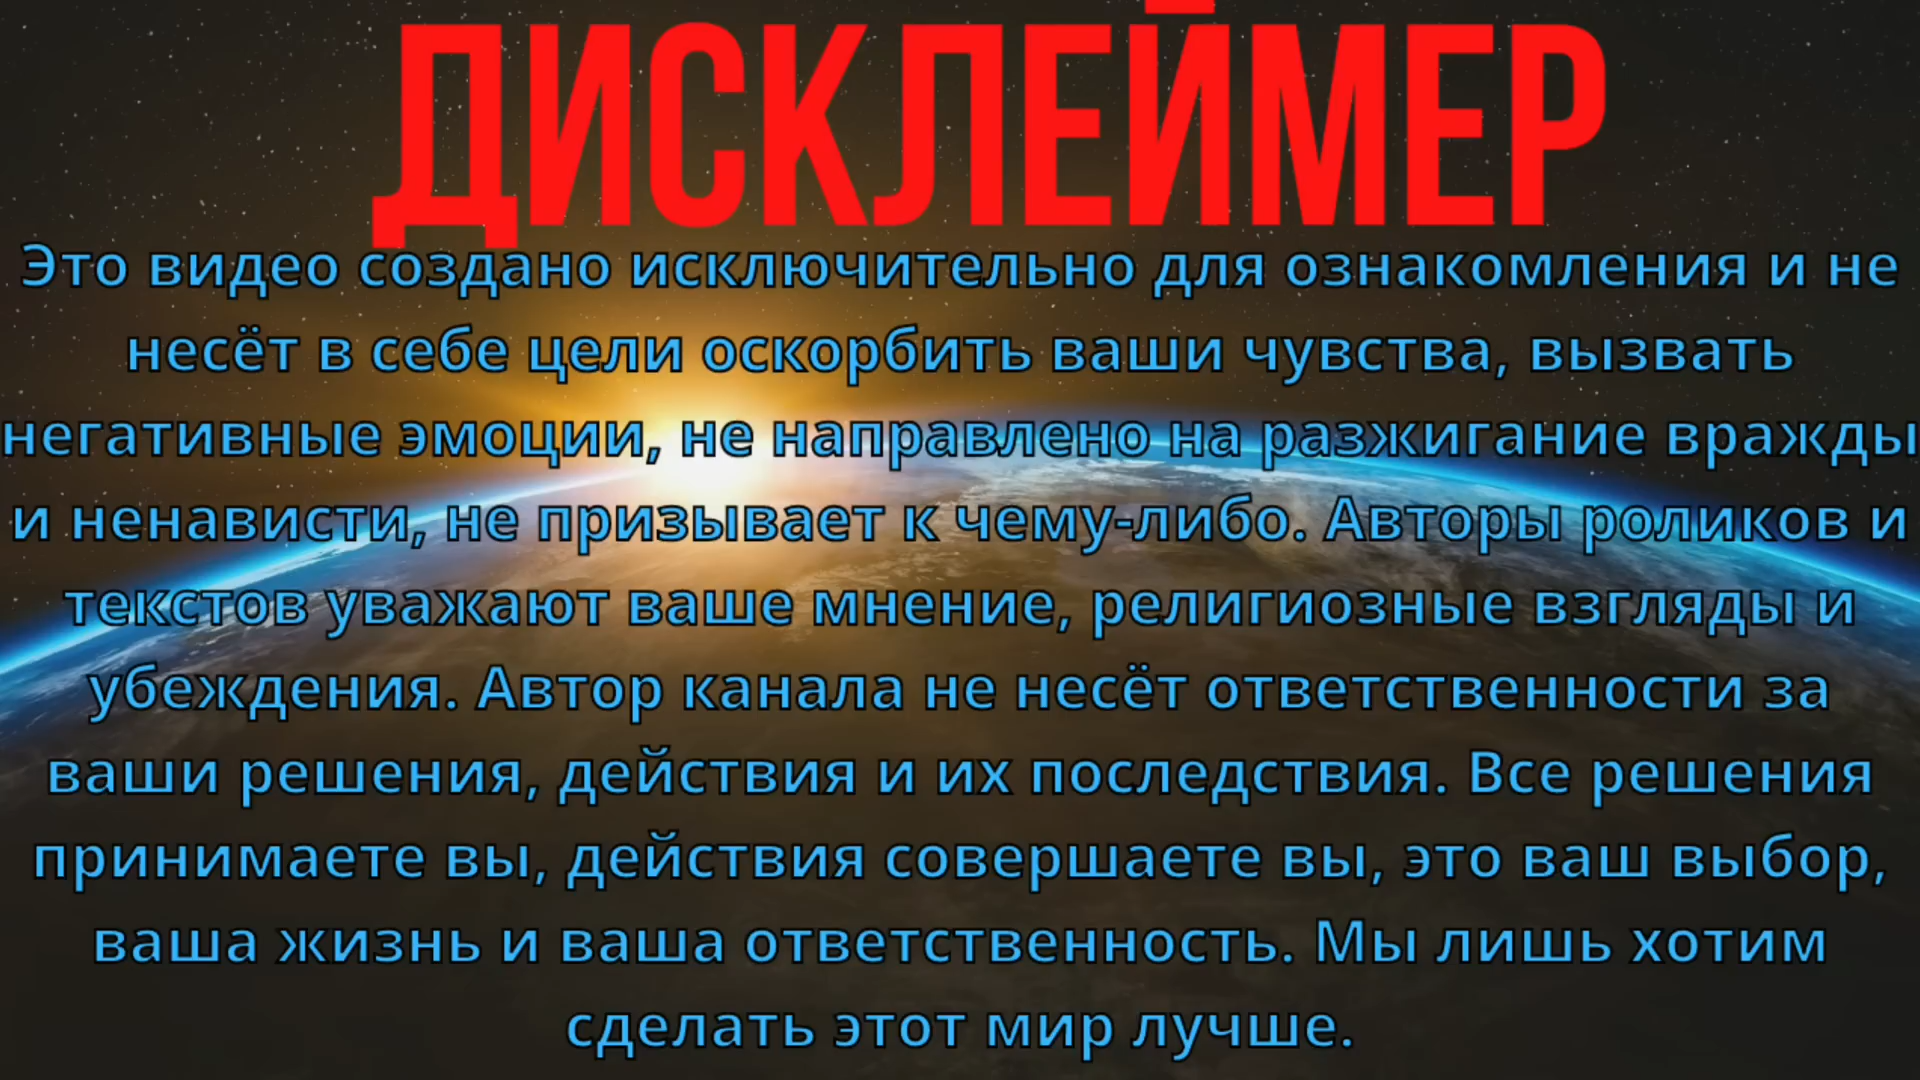 ДИСКЛЕЙМЕР
Это видео создано исключительно для ознакомления и не
несёт в себе цели оскорбить ваши чувства, вызвать
негативные эмоции, не направлено на разжигание вражды
и ненависти, не призывает к чему-либо. Авторы роликов и
текстов уважают ваше мнение, религиозные взгляды и
убеждения. Автор канала не несёт ответственности за
ваши решения, действия и их последствия. Все решения
принимаете вы, действия совершаете вы, это ваш выбор,
ваша жизнь и ваша ответственность. Мы лишь хотим
сделать этот мир лучше.